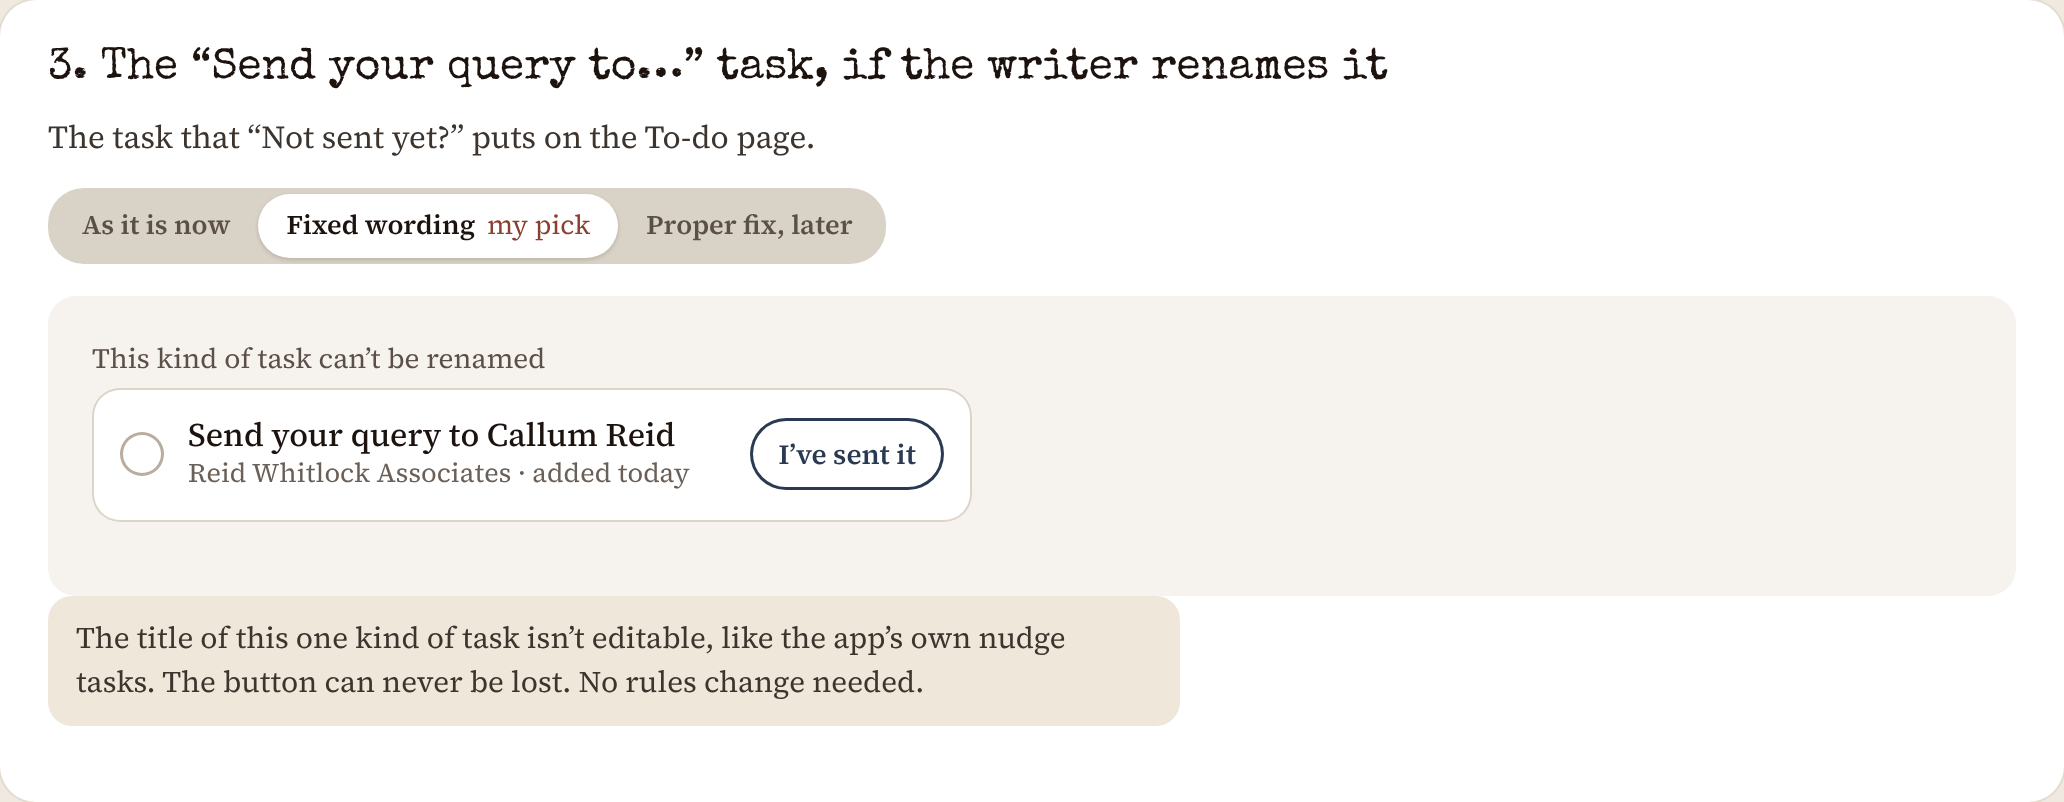 3. The “Send your query to...” task, if the writer renames it
The task that “Not sent yet?” puts on the To-do page.
As it is now Fixed wording my pick Proper fix, later
This kind of task can’t be renamed
Send your query to Callum Reid
Reid Whitlock Associates · added today
I’ve sent it
The title of this one kind of task isn’t editable, like the app’s own nudge
tasks. The button can never be lost. No rules change needed.